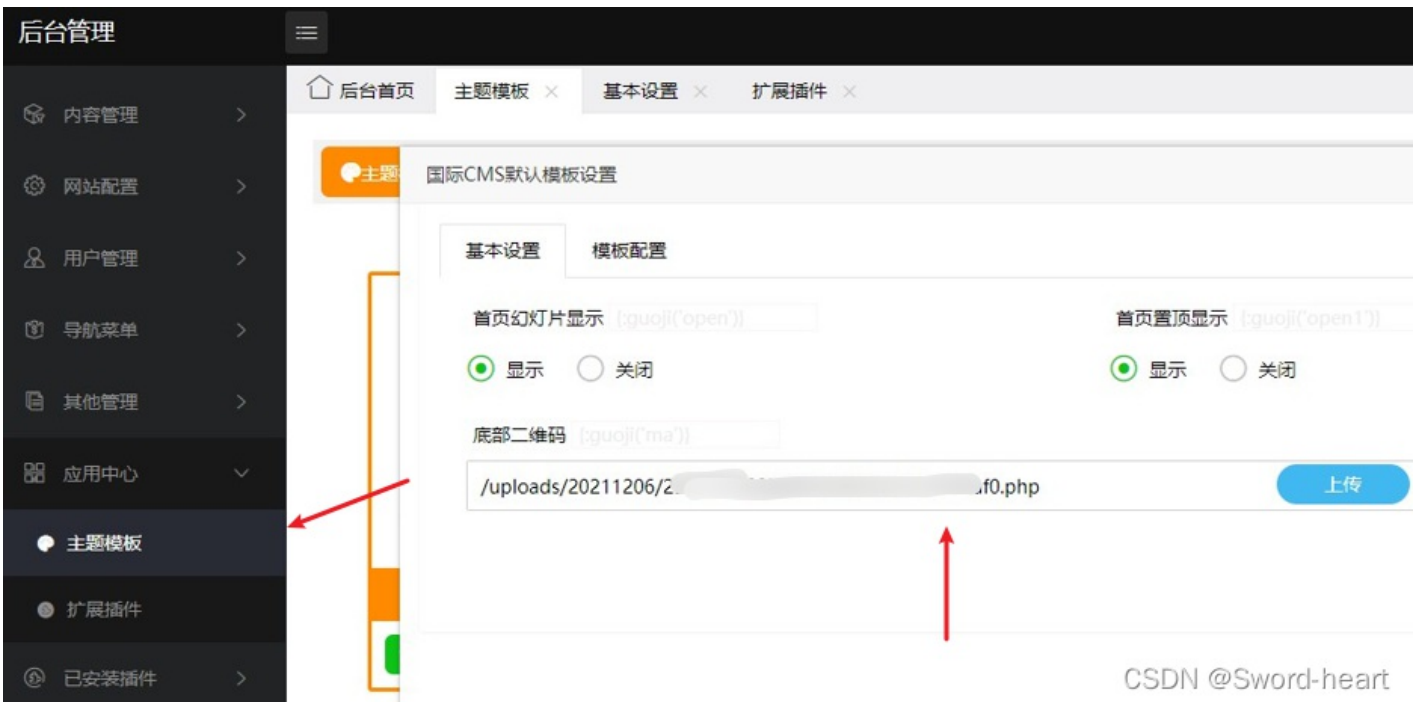 后台管理
后台首页 主题模板 基本设置 扩展插件
内容管理
网站配置
用户管理
导航菜单
其他管理
应用中心
主题模板
扩展插件
已安装插件
主题
国际CMS默认模板设置
基本设置 模板配置
首页幻灯片显示 {:guoji('open')}
首页置顶显示 {:guoji('open1')}
显示 关闭
显示 关闭
底部二维码 {:guoji('ma')}
/uploads/20211206/2 af0.php
上传
CSDN @Sword-heart